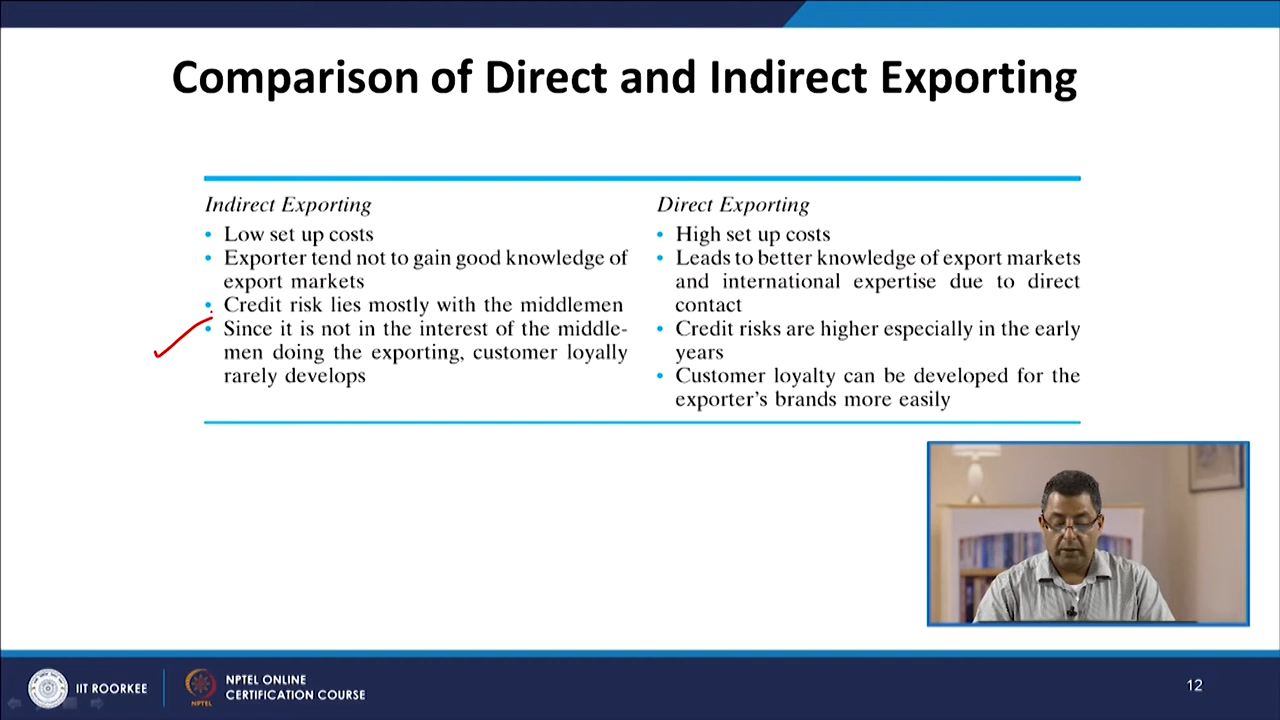 Comparison of Direct and Indirect Exporting
Indirect Exporting
• Low set up costs
• Exporter tend not to gain good knowledge of
export markets
• Credit risk lies mostly with the middlemen
• Since it is not in the interest of the middle-
men doing the exporting, customer loyally
rarely develops
Direct Exporting
• High set up costs
• Leads to better knowledge of export markets
and international expertise due to direct
contact
• Credit risks are higher especially in the early
years
• Customer loyalty can be developed for the
exporter's brands more easily
IIT ROORKEE
NPTEL
NPTEL ONLINE
CERTIFICATION COURSE
12